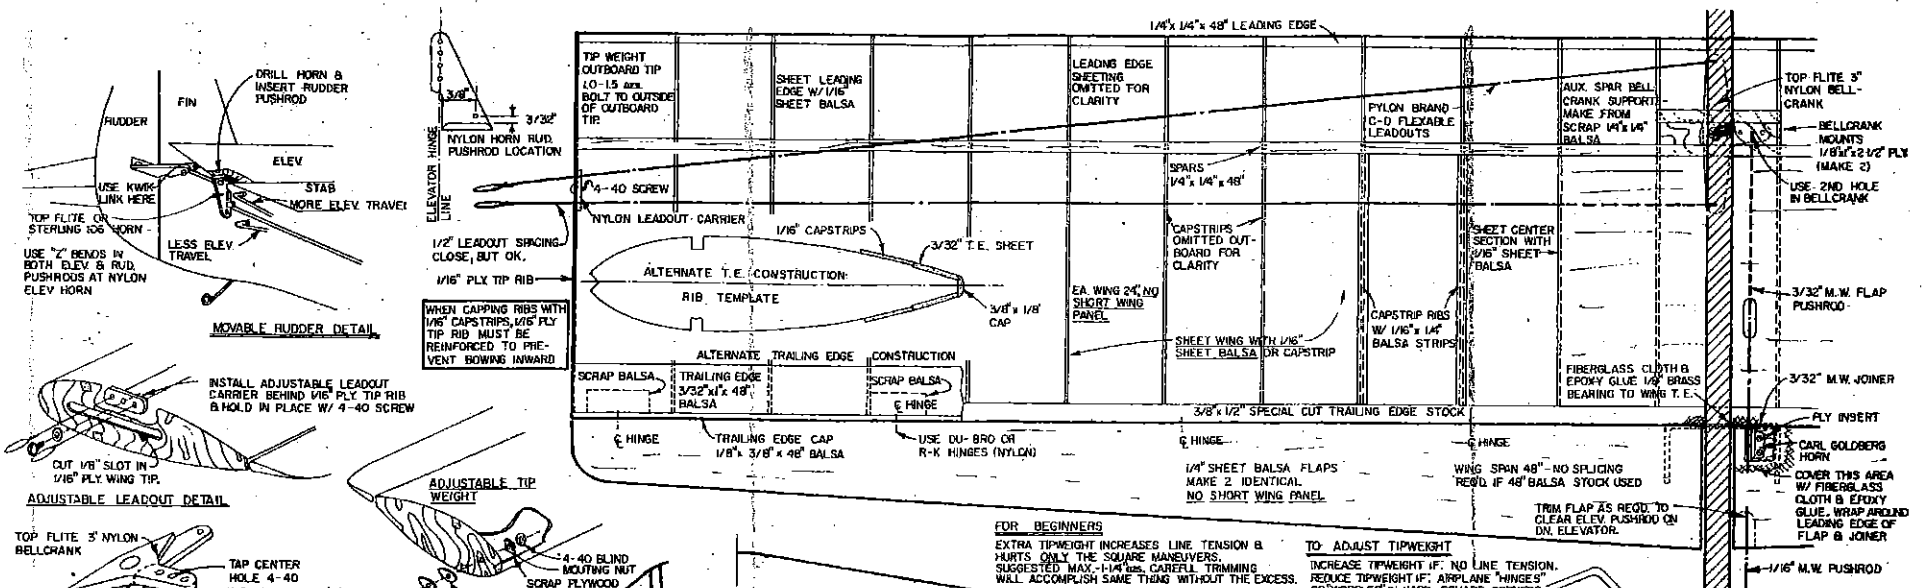 1/4"x 1/4"x 48" LEADING EDGE
DRILL HORN &
INSERT RUDDER
PUSHROD
FIN
RUDDER
ELEV
STAB
MORE ELEV. TRAVEL
USE KWIK-
LINK HERE
TOP FLITE OR
STERLING 106 HORN
LESS ELEV.
TRAVEL
USE "Z" BENDS IN
BOTH ELEV. & RUD.
PUSHRODS AT NYLON
ELEV HORN
MOVABLE RUDDER DETAIL
3/8"
3/32"
NYLON HORN RUD.
PUSHROD LOCATION
ELEVATOR HINGE
LINE
1/2" LEADOUT SPACING
CLOSE, BUT OK.
1/16" PLY TIP RIB
WHEN CAPPING RIBS WITH
1/16" CAPSTRIPS, 1/16" PLY
TIP RIB MUST BE
REINFORCED TO PRE-
VENT BOWING INWARD
TIP WEIGHT
OUTBOARD TIP
1.0-1.5 ozs.
BOLT TO OUTSIDE
OF OUTBOARD
TIP.
SHEET LEADING
EDGE W/ 1/16"
SHEET BALSA
LEADING EDGE
SHEETING
OMITTED FOR
CLARITY
PYLON BRAND
C-D FLEXABLE
LEADOUTS
AUX. SPAR BELL
CRANK SUPPORT
MAKE FROM
SCRAP 1/4"x 1/4"
BALSA
TOP FLITE 3"
NYLON BELL-
CRANK
BELLCRANK
MOUNTS
1/8"x1"x2-1/2" PLY
(MAKE 2)
USE 2ND HOLE
IN BELLCRANK
4-40 SCREW
NYLON LEADOUT CARRIER
SPARS
1/4"x 1/4"x 48"
1/16" CAPSTRIPS
3/32" T.E. SHEET
ALTERNATE T.E. CONSTRUCTION
RIB TEMPLATE
3/8"x 1/8"
CAP
CAPSTRIPS
OMITTED OUT-
BOARD FOR
CLARITY
SHEET CENTER
SECTION WITH
1/16" SHEET
BALSA
EA. WING 24", NO
SHORT WING
PANEL
CAPSTRIP RIBS
W/ 1/16"x 1/4"
BALSA STRIPS
3/32" M.W. FLAP
PUSHROD
SHEET WING WITH 1/16"
SHEET BALSA OR CAPSTRIP
ALTERNATE TRAILING EDGE CONSTRUCTION
SCRAP BALSA
TRAILING EDGE
3/32"x1"x 48"
BALSA
SCRAP BALSA
℄ HINGE
FIBERGLASS CLOTH &
EPOXY GLUE 1/8" BRASS
BEARING TO WING T.E.
3/32" M.W. JOINER
3/8"x 1/2" SPECIAL CUT TRAILING EDGE STOCK
PLY INSERT
℄ HINGE
TRAILING EDGE CAP
1/8"x 3/8"x 48" BALSA
USE DU-BRO OR
R-K HINGES (NYLON)
℄ HINGE
℄ HINGE
CARL GOLDBERG
HORN
1/4" SHEET BALSA FLAPS
MAKE 2 IDENTICAL
NO SHORT WING PANEL
WING SPAN 48"-NO SPLICING
REQD. IF 48" BALSA STOCK USED
COVER THIS AREA
W/ FIBERGLASS
CLOTH & EPOXY
GLUE. WRAP AROUND
LEADING EDGE OF
FLAP & JOINER
TRIM FLAP AS REQD. TO
CLEAR ELEV. PUSHROD ON
DN. ELEVATOR.
1/16" M.W. PUSHROD
INSTALL ADJUSTABLE LEADOUT
CARRIER BEHIND 1/16" PLY TIP RIB
& HOLD IN PLACE W/ 4-40 SCREW
CUT 1/8" SLOT IN
1/16" PLY WING TIP.
ADJUSTABLE LEADOUT DETAIL
ADJUSTABLE TIP
WEIGHT
4-40 BLIND
MOUTING NUT
SCRAP PLYWOOD
TOP FLITE 3" NYLON
BELLCRANK
TAP CENTER
HOLE 4-40
FOR BEGINNERS
EXTRA TIPWEIGHT INCREASES LINE TENSION &
HURTS ONLY THE SQUARE MANEUVERS.
SUGGESTED MAX.-1-1/4 ozs. CAREFUL TRIMMING
WILL ACCOMPLISH SAME THING WITHOUT THE EXCESS.
TO ADJUST TIPWEIGHT
INCREASE TIPWEIGHT IF: NO LINE TENSION.
REDUCE TIPWEIGHT IF: AIRPLANE "HINGES"